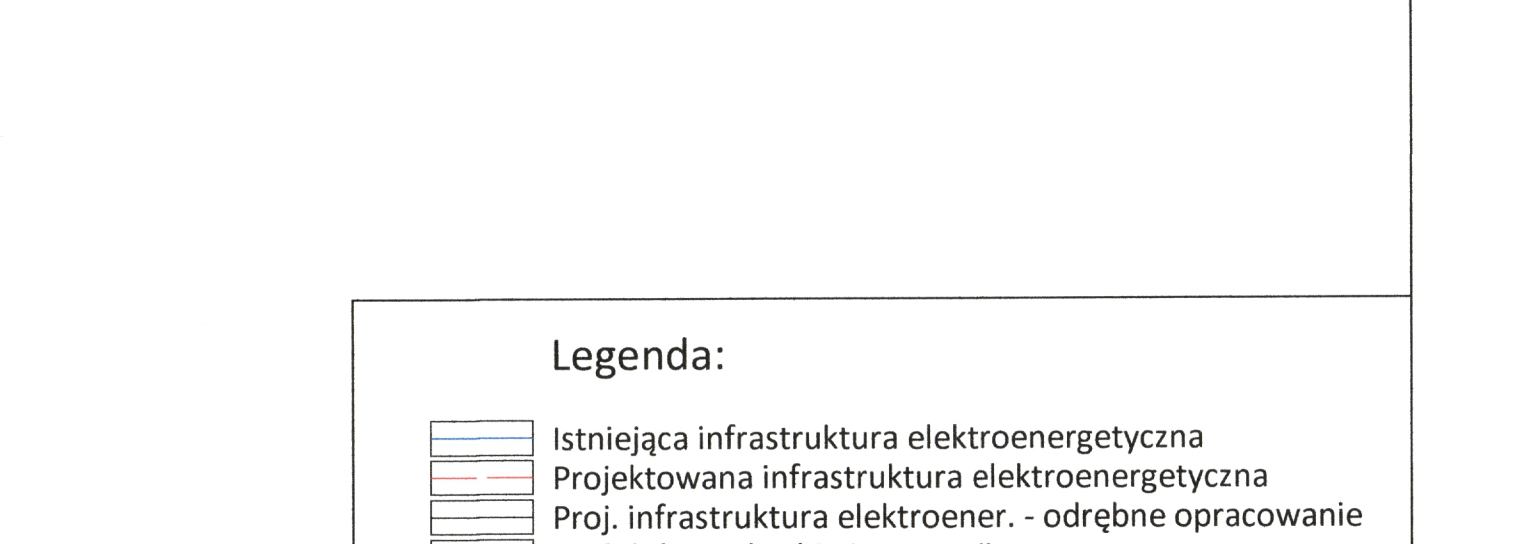 Legenda:
Istniejąca infrastruktura elektroenergetyczna
Projektowana infrastruktura elektroenergetyczna
Proj. infrastruktura elektroener. - odrębne opracowanie